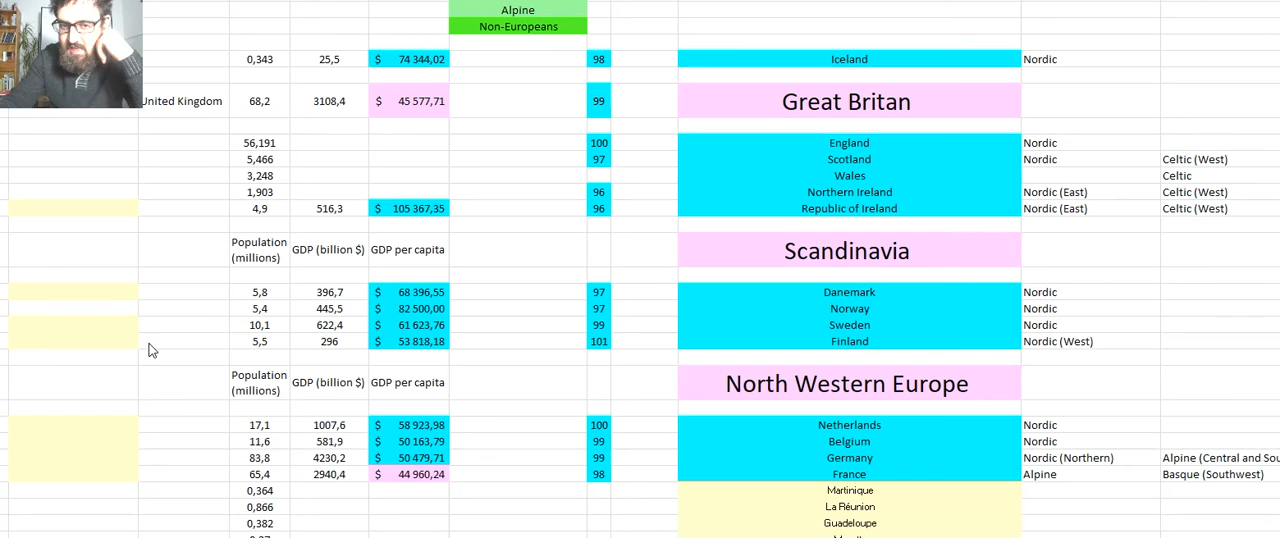 Alpine
Non-Europeans
0,343 25,5 $ 74 344,02 98 Iceland Nordic
United Kingdom 68,2 3108,4 $ 45 577,71 99 Great Britan
56,191 100 England Nordic
5,466 97 Scotland Nordic Celtic (West)
3,248 Wales Celtic
1,903 96 Northern Ireland Nordic (East) Celtic (West)
4,9 516,3 $ 105 367,35 96 Republic of Ireland Nordic (East) Celtic (West)
Population (millions) GDP (billion $) GDP per capita Scandinavia
5,8 396,7 $ 68 396,55 97 Danemark Nordic
5,4 445,5 $ 82 500,00 97 Norway Nordic
10,1 622,4 $ 61 623,76 99 Sweden Nordic
5,5 296 $ 53 818,18 101 Finland Nordic (West)
Population (millions) GDP (billion $) GDP per capita North Western Europe
17,1 1007,6 $ 58 923,98 100 Netherlands Nordic
11,6 581,9 $ 50 163,79 99 Belgium Nordic
83,8 4230,2 $ 50 479,71 99 Germany Nordic (Northern) Alpine (Central and Sou
65,4 2940,4 $ 44 960,24 98 France Alpine Basque (Southwest)
0,364 Martinique
0,866 La Réunion
0,382 Guadeloupe